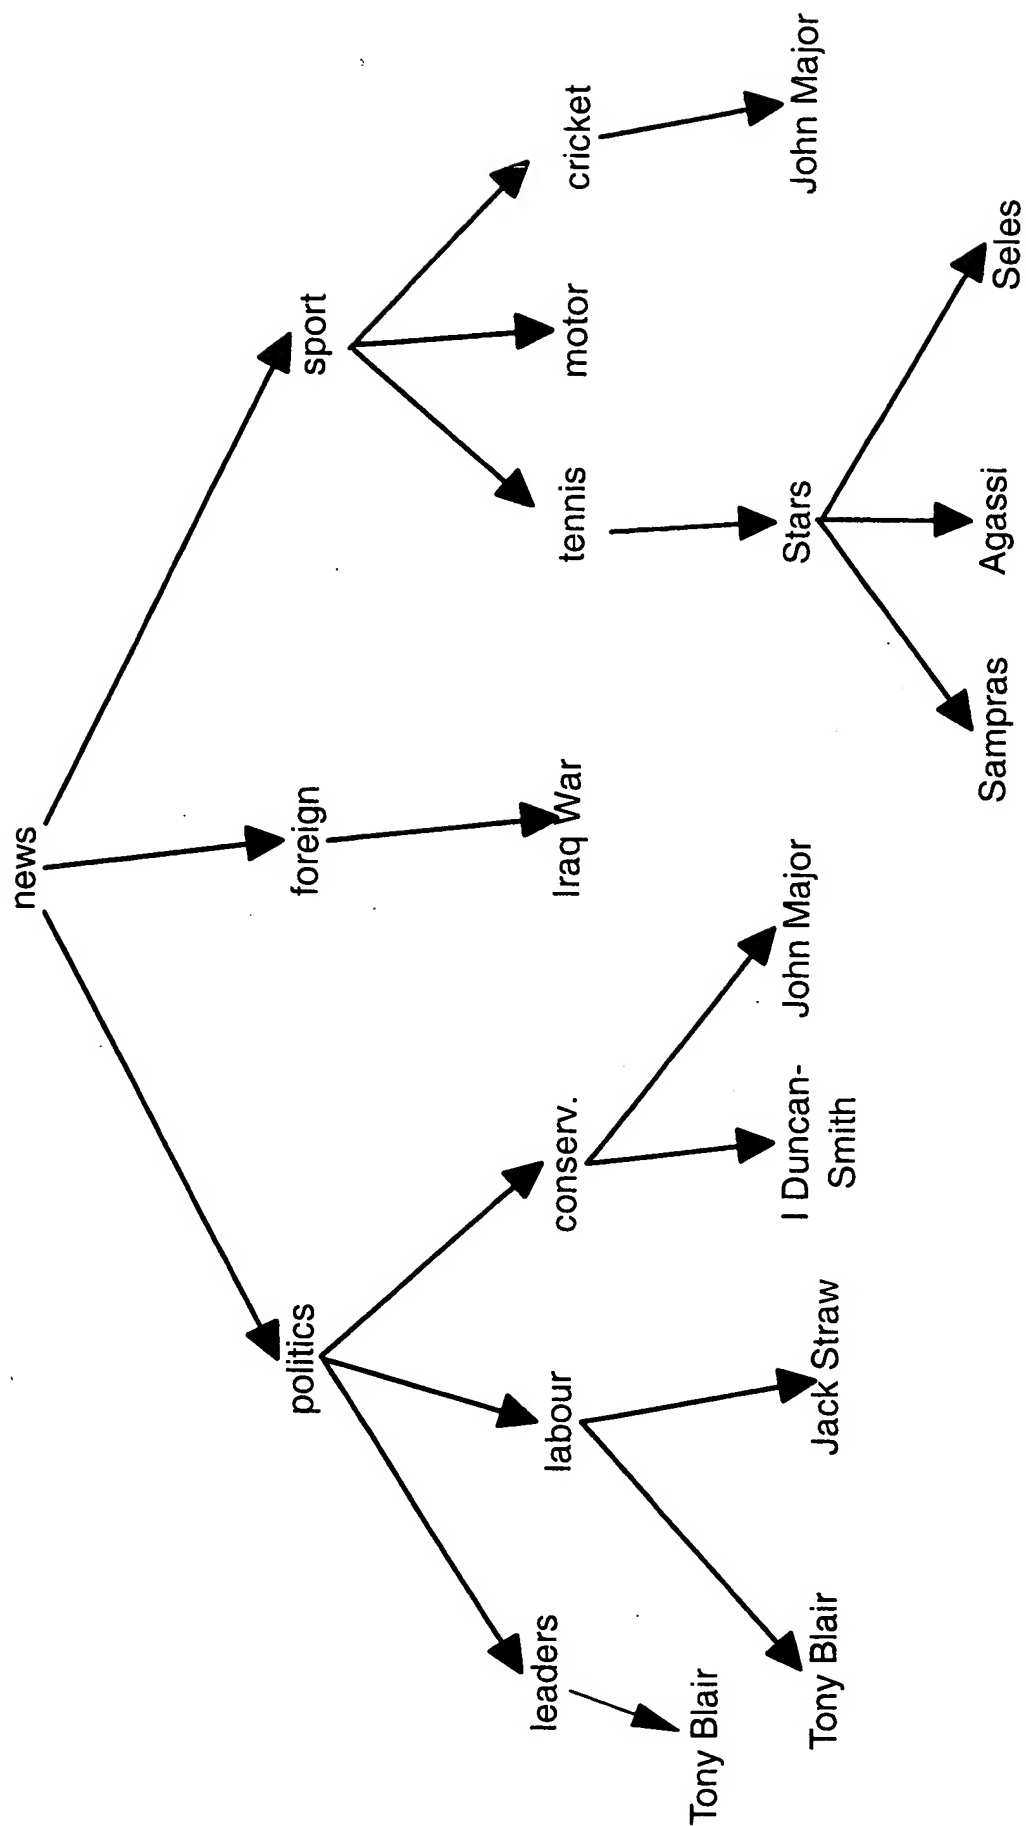 news
politics
foreign
sport
leaders
labour
conserv.
Iraq War
tennis
motor
cricket
Tony Blair
Tony Blair
Jack Straw
I Duncan-
Smith
John Major
Stars
John Major
Sampras
Agassi
Seles